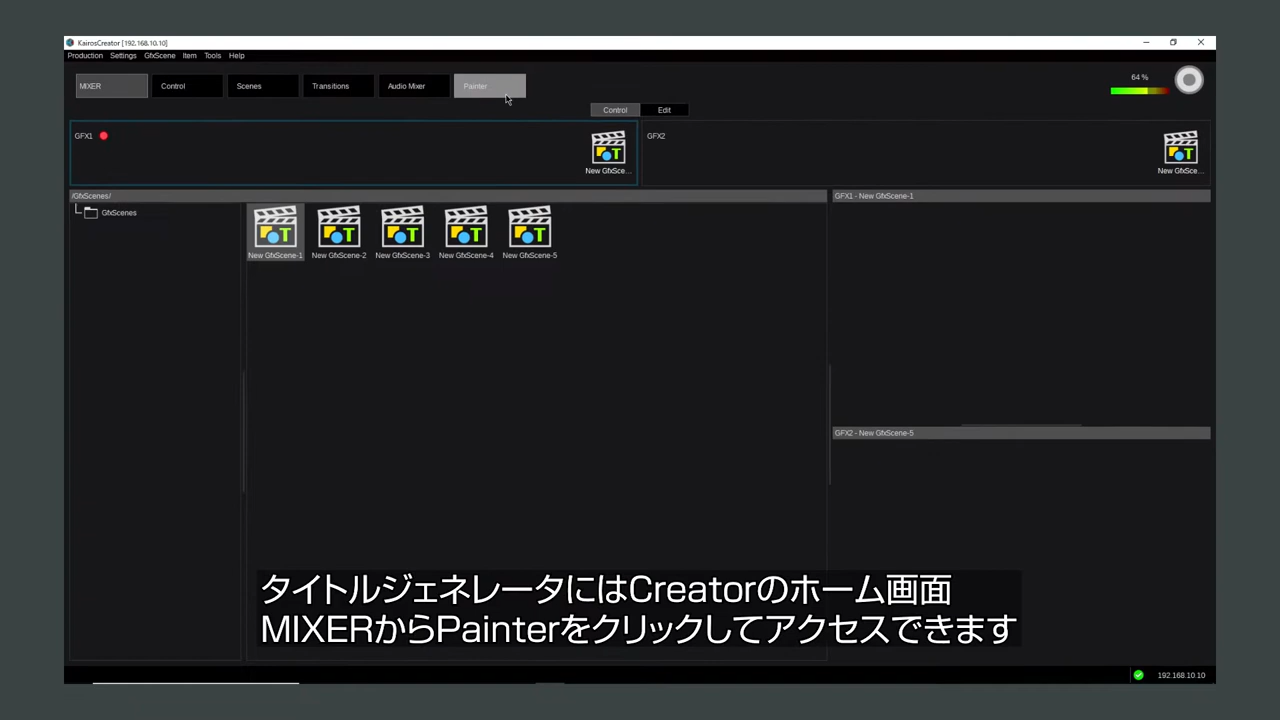 KairosCreator [192.168.10.10]
Production Settings GfxScene Item Tools Help
MIXER Control Scenes Transitions Audio Mixer Painter
64 %
Control Edit
GFX1
New GfxSce...
GFX2
New GfxSce...
/GfxScenes/
GfxScenes
New GfxScene-1 New GfxScene-2 New GfxScene-3 New GfxScene-4 New GfxScene-5
GFX1 - New GfxScene-1
GFX2 - New GfxScene-5
タイトルジェネレータにはCreatorのホーム画面
MIXERからPainterをクリックしてアクセスできます
192.168.10.10